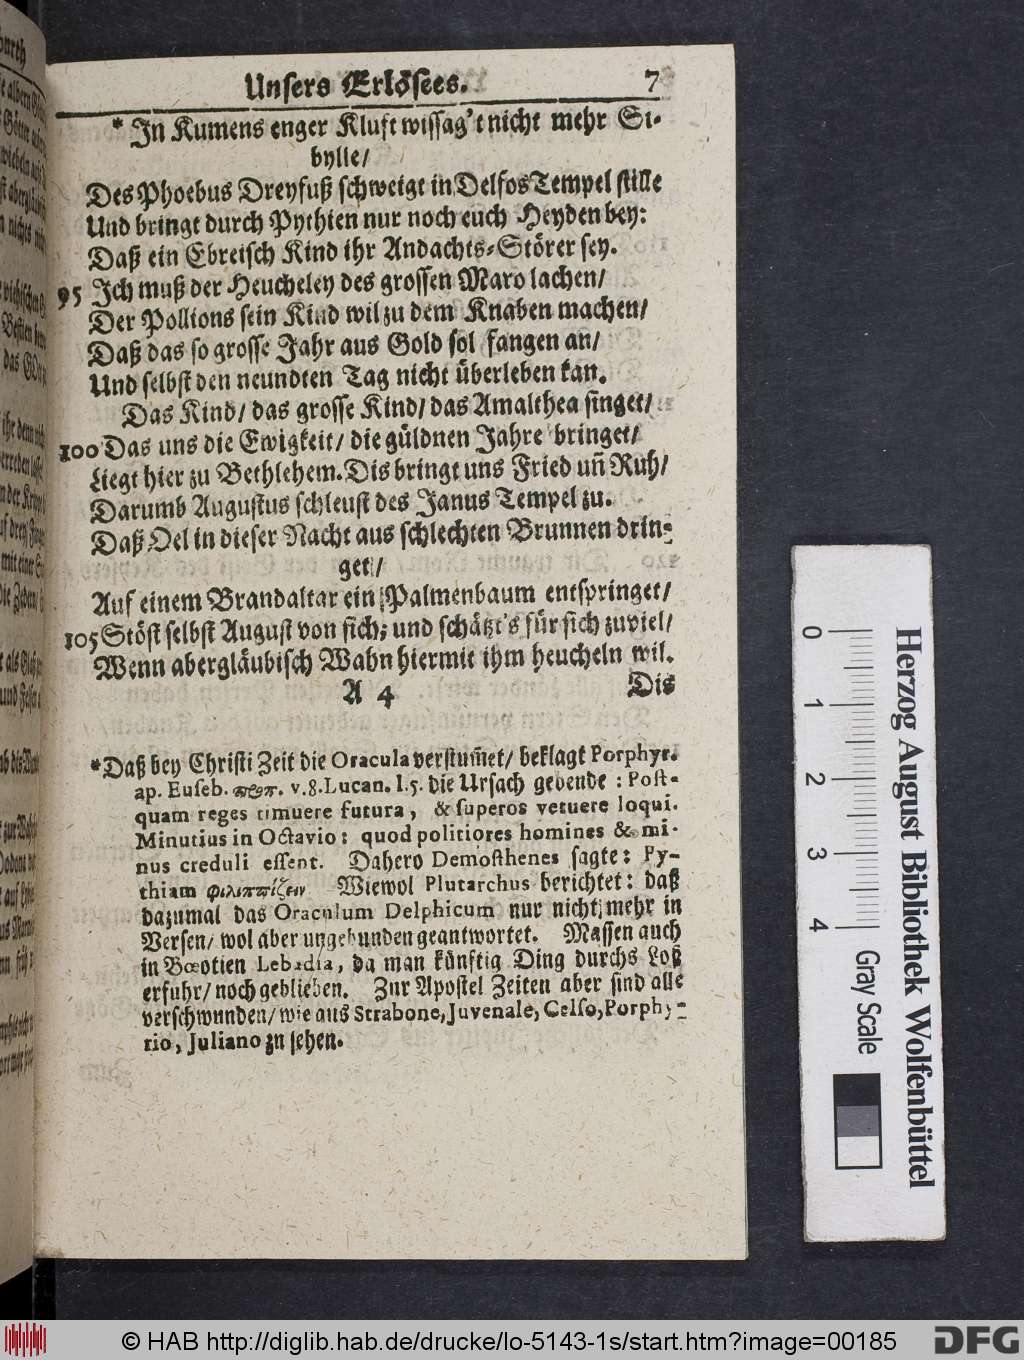 Unsers Erlösees. 7
* In Kumens enger Kluft wissag't nicht mehr Si-
bylle/
Des Phoebus Dreyfuß schweigt in Delfos Tempel stille
Und bringt durch Pythien nur noch euch Heyden bey:
Daß ein Ebreisch Kind ihr Andachts-Störer sey.
95 Ich muß der Heucheley des grossen Maro lachen/
Der Pollions sein Kind wil zu dem Knaben machen/
Daß das so grosse Jahr aus Gold sol fangen an/
Und selbst den neundten Tag nicht überleben kan.
Das Kind/ das grosse Kind/ das Amalthea singet/
100 Das uns die Ewigkeit/ die güldnen Jahre bringet/
Liegt hier zu Bethlehem. Dis bringt uns Fried uñ Ruh/
Darumb Augustus schleust des Janus Tempel zu.
Daß Oel in dieser Nacht aus schlechten Brunnen drin-
get/
Auf einem Brandaltar ein Palmenbaum entspringet/
105 Stöst selbst August von sich; und schäzt's für sich zuviel/
Wenn abergläubisch Wahn hiermit ihm heucheln wil.
A 4 Dis
*Daß bey Christi Zeit die Oracula verstum̃et/ beklagt Porphyr.
ap. Euseb. v. 8. Lucan. l. 5. die Ursach gebende: Post-
quam reges timuere futura, & superos vetuere loqui.
Minutius in Octavio: quod politiores homines & mi-
nus creduli essent. Dahero Demosthenes sagte: Py-
thiam φιλιππίζειν Wiewol Plutarchus berichtet: daß
dazumal das Oraculum Delphicum nur nicht mehr in
Versen/ wol aber ungebunden geantwortet. Massen auch
in Bœotien Lebadia, da man künftig Ding durchs Loß
erfuhr/ noch geblieben. Zur Apostel Zeiten aber sind alle
verschwunden/ wie aus Strabone, Juvenale, Celso, Porphy-
rio, Juliano zu sehen.
0 1 2 3 4
Herzog August Bibliothek Wolfenbüttel
Gray Scale
© HAB http://diglib.hab.de/drucke/lo-5143-1s/start.htm?image=00185
DFG